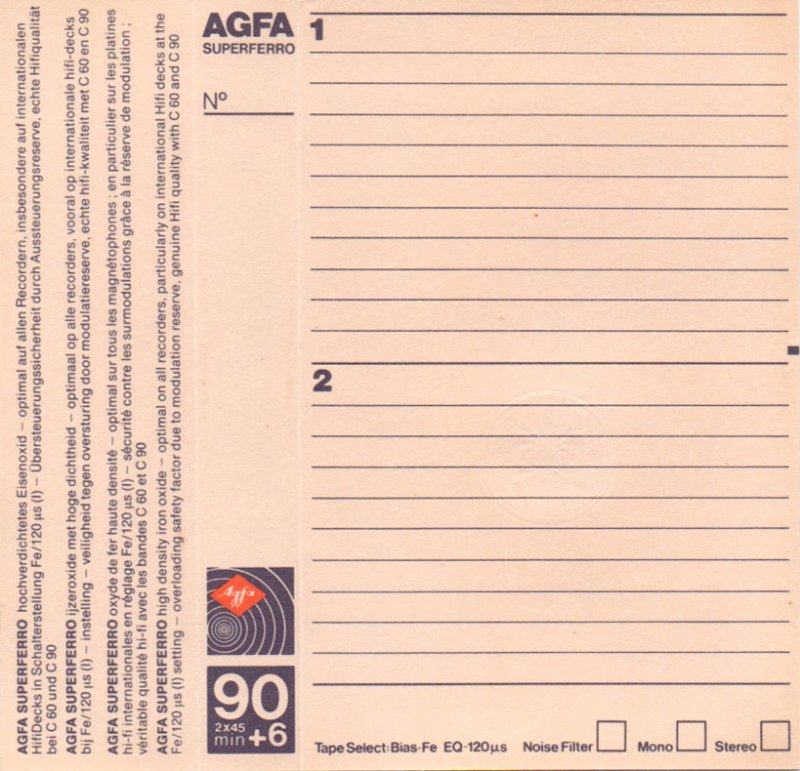 AGFA SUPERFERRO hochverdichtetes Eisenoxid – optimal auf allen Recordern, insbesondere auf internationalen
HifiDecks in Schalterstellung Fe/120 µs (I) – Übersteuerungssicherheit durch Aussteuerungsreserve, echte Hifiqualität
bei C 60 und C 90
AGFA SUPERFERRO ijzeroxide met hoge dichtheid – optimaal op alle recorders, vooral op internationale hifi-decks
bij Fe/120 µs (I) – instelling – veiligheid tegen oversturing door modulatiereserve, echte hifi-kwaliteit met C 60 en C 90
AGFA SUPERFERRO oxyde de fer haute densité – optimal sur tous les magnétophones ; en particulier sur les platines
hi-fi internationales en réglage Fe/120 µs (I) – sécurité contre les surmodulations grâce à la réserve de modulation ;
véritable qualité hi-fi avec les bandes C 60 et C 90
AGFA SUPERFERRO high density iron oxide – optimal on all recorders, particularly on international Hifi decks at the
Fe/120 µs (I) setting – overloading safety factor due to modulation reserve, genuine Hifi quality with C 60 and C 90
AGFA
SUPERFERRO
Nº
Agfa
90
2x45
min +6
1
2
Tape Select: Bias-Fe EQ-120µs Noise Filter Mono Stereo